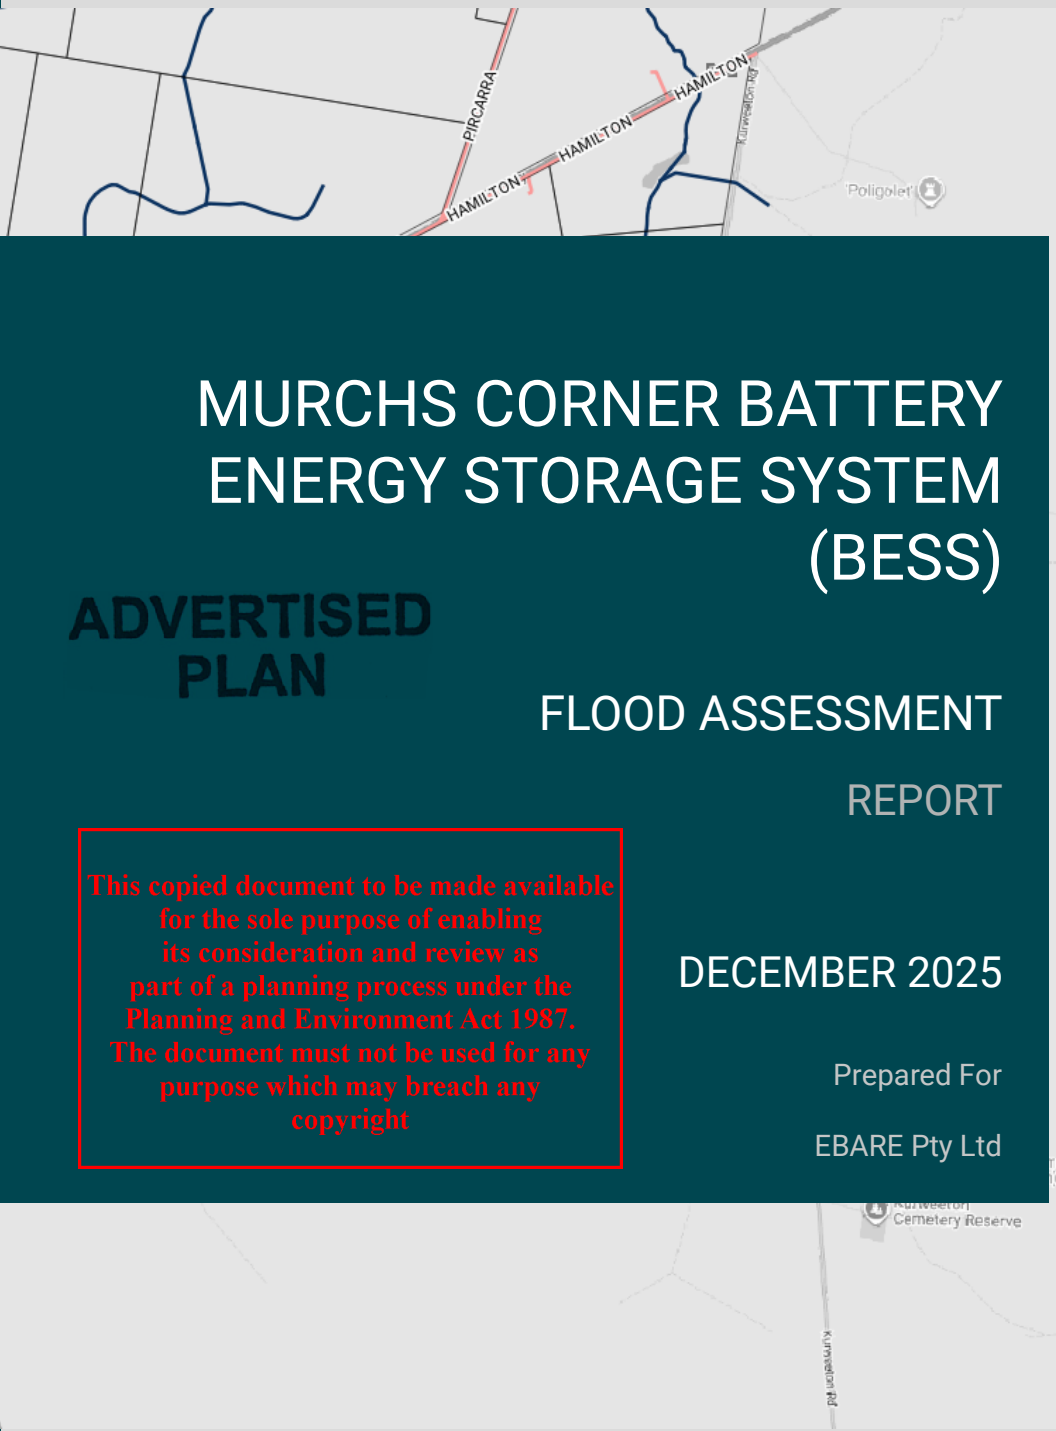 PIRCARRA
HAMILTON
HAMILTON
HAMILTON
Kurweeton Rd
'Poligolet'
MURCHS CORNER BATTERY
ENERGY STORAGE SYSTEM
(BESS)
ADVERTISED
PLAN
FLOOD ASSESSMENT
REPORT
This copied document to be made available
for the sole purpose of enabling
its consideration and review as
part of a planning process under the
Planning and Environment Act 1987.
The document must not be used for any
purpose which may breach any
copyright
DECEMBER 2025
Prepared For
EBARE Pty Ltd
Kurweeton
Cemetery Reserve
Kurweeton Rd